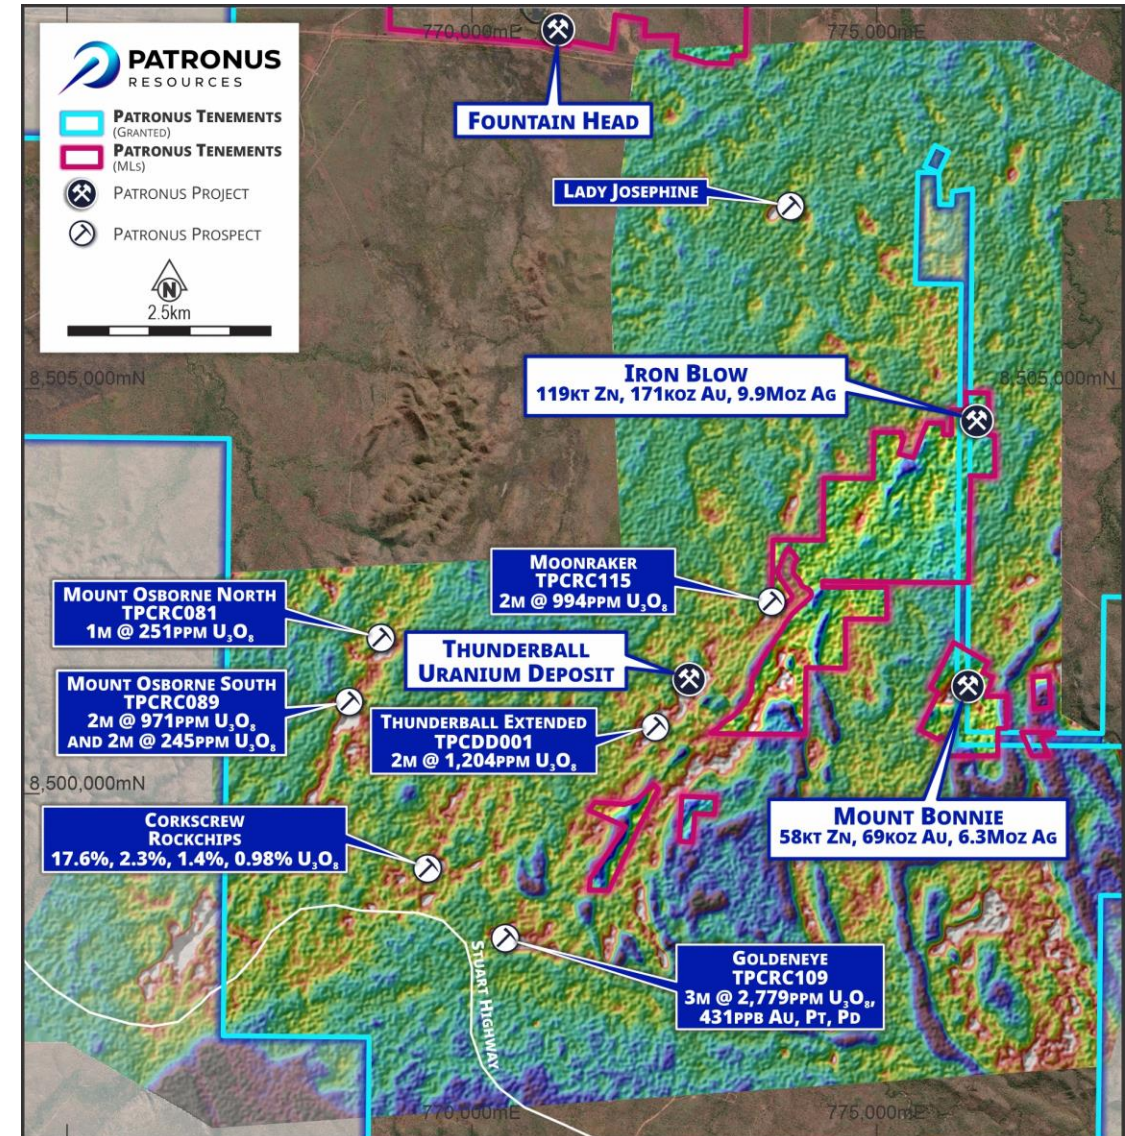 770,000mE
775,000mE
PATRONUS
RESOURCES
PATRONUS TENEMENTS
(GRANTED)
PATRONUS TENEMENTS
(MLs)
PATRONUS PROJECT
PATRONUS PROSPECT
N
2.5km
FOUNTAIN HEAD
LADY JOSEPHINE
IRON BLOW
119KT ZN, 171KOZ AU, 9.9MOZ AG
8,505,000mN
8,505,000mN
MOONRAKER
TPCRC115
2M @ 994PPM U₃O₈
MOUNT OSBORNE NORTH
TPCRC081
1M @ 251PPM U₃O₈
THUNDERBALL
URANIUM DEPOSIT
MOUNT OSBORNE SOUTH
TPCRC089
2M @ 971PPM U₃O₈
AND 2M @ 245PPM U₃O₈
THUNDERBALL EXTENDED
TPCDD001
2M @ 1,204PPM U₃O₈
8,500,000mN
MOUNT BONNIE
58KT ZN, 69KOZ AU, 6.3MOZ AG
CORKSCREW
ROCKCHIPS
17.6%, 2.3%, 1.4%, 0.98% U₃O₈
STUART HIGHWAY
GOLDENEYE
TPCRC109
3M @ 2,779PPM U₃O₈,
431PPB AU, PT, PD
770,000mE
775,000mE